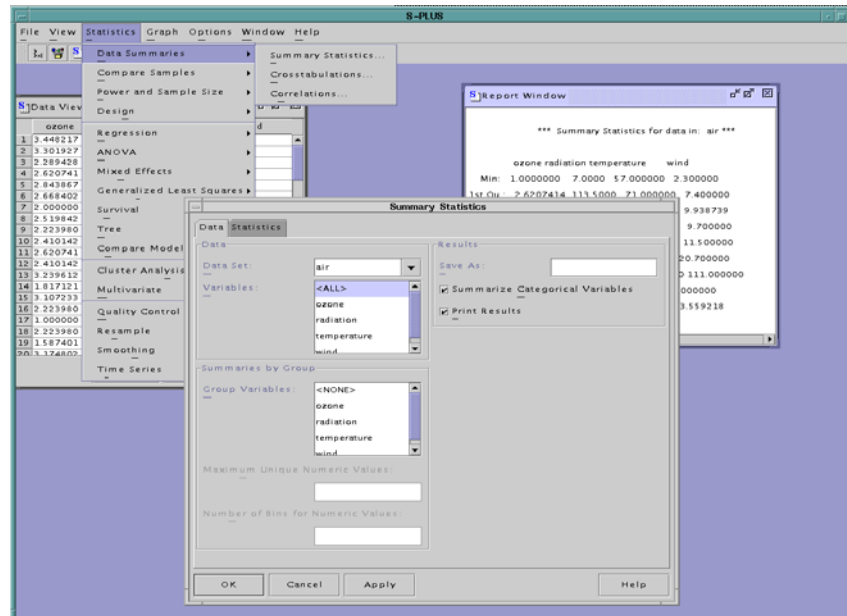 S-PLUS
File View Statistics Graph Options Window Help
Data Summaries
Compare Samples
Power and Sample Size
Design
Regression
ANOVA
Mixed Effects
Generalized Least Squares
Survival
Tree
Compare Model
Cluster Analysis
Multivariate
Quality Control
Resample
Smoothing
Time Series
Summary Statistics...
Crosstabulations...
Correlations...
Data View
ozone
1 3.448217
2 3.301927
3 2.289428
4 2.620741
5 2.843867
6 2.668402
7 2.000000
8 2.519842
9 2.223980
10 2.410142
11 2.620741
12 2.410142
13 3.239612
14 1.817121
15 3.107233
16 2.223980
17 1.000000
18 2.223980
19 1.587401
20 3.174802
Report Window
*** Summary Statistics for data in: air ***
ozone radiation temperature wind
Min: 1.0000000 7.0000 57.000000 2.300000
1st Qu.: 2.6207414 113.5000 71.000000 7.400000
9.938739
9.700000
11.500000
20.700000
0 111.000000
000000
3.559218
Summary Statistics
Data Statistics
Data
Data Set: air
Variables: <ALL>
ozone
radiation
temperature
wind
Summaries by Group
Group Variables: <NONE>
ozone
radiation
temperature
wind
Maximum Unique Numeric Values:
Number of Bins for Numeric Values:
Results
Save As:
Summarize Categorical Variables
Print Results
OK Cancel Apply Help